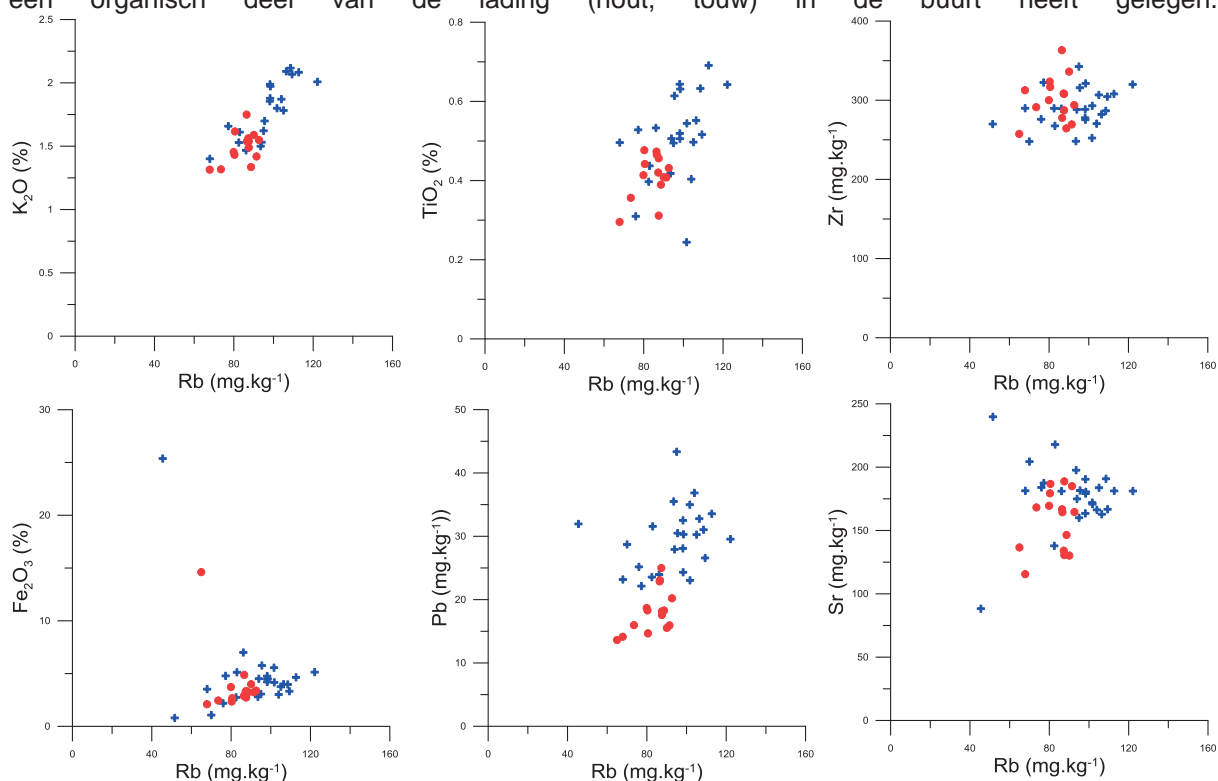 een organisch deel van de lading (hout, touw) in de buurt heeft gelegen.
2.5
2
1.5
1
0.5
0
K₂O (%)
0 40 80 120 160
Rb (mg.kg⁻¹)
0.8
0.6
0.4
0.2
0
TiO₂ (%)
0 40 80 120 160
Rb (mg.kg⁻¹)
400
300
200
100
0
Zr (mg.kg⁻¹)
0 40 80 120 160
Rb (mg.kg⁻¹)
30
20
10
0
Fe₂O₃ (%)
0 40 80 120 160
Rb (mg.kg⁻¹)
50
40
30
20
10
0
Pb (mg.kg⁻¹))
0 40 80 120 160
Rb (mg.kg⁻¹)
250
200
150
100
50
0
Sr (mg.kg⁻¹)
0 40 80 120 160
Rb (mg.kg⁻¹)